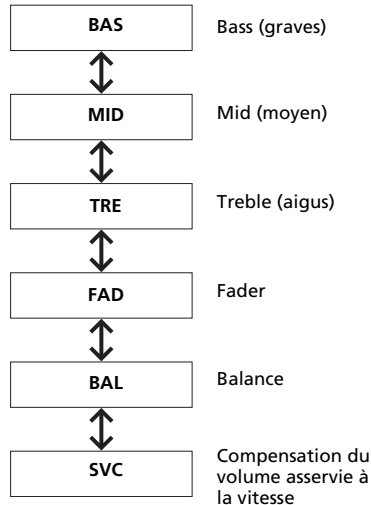 BAS
Bass (graves)
MID
Mid (moyen)
TRE
Treble (aigus)
FAD
Fader
BAL
Balance
SVC
Compensation du
volume asservie à
la vitesse